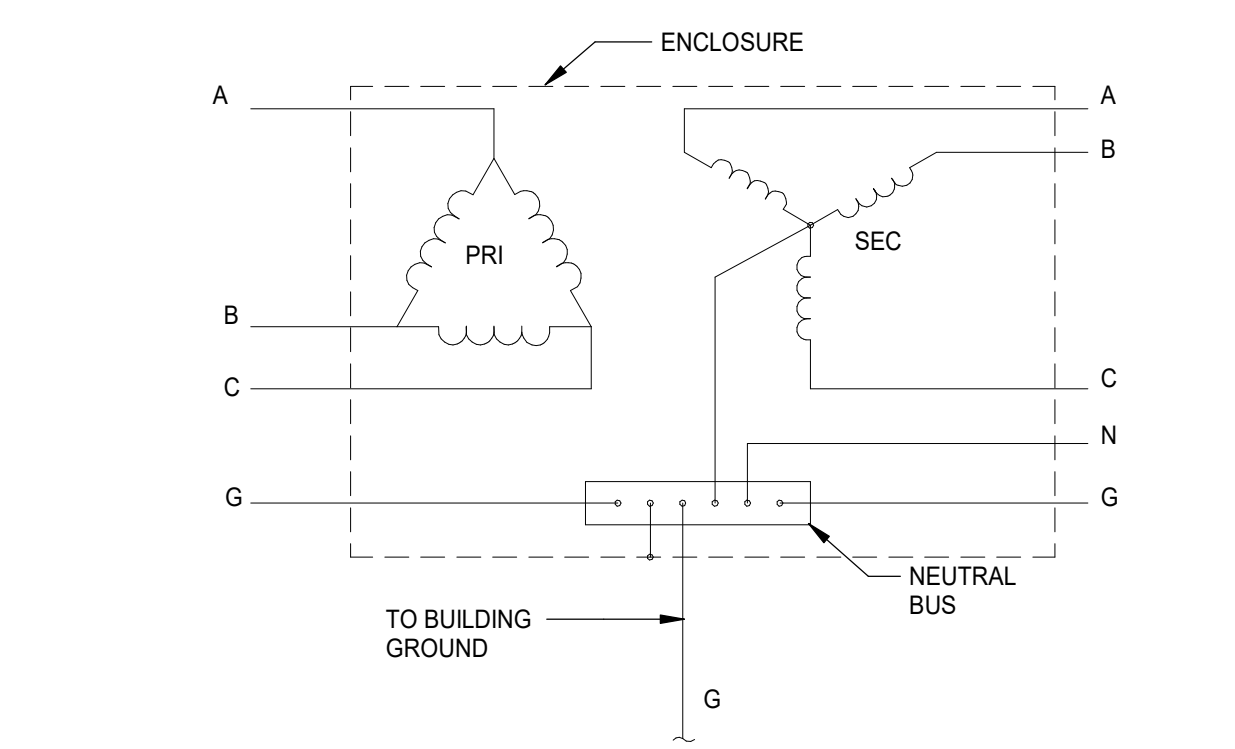 ENCLOSURE
A
A
B
SEC
PRI
B
C
C
N
G
G
NEUTRAL
BUS
TO BUILDING
GROUND
G